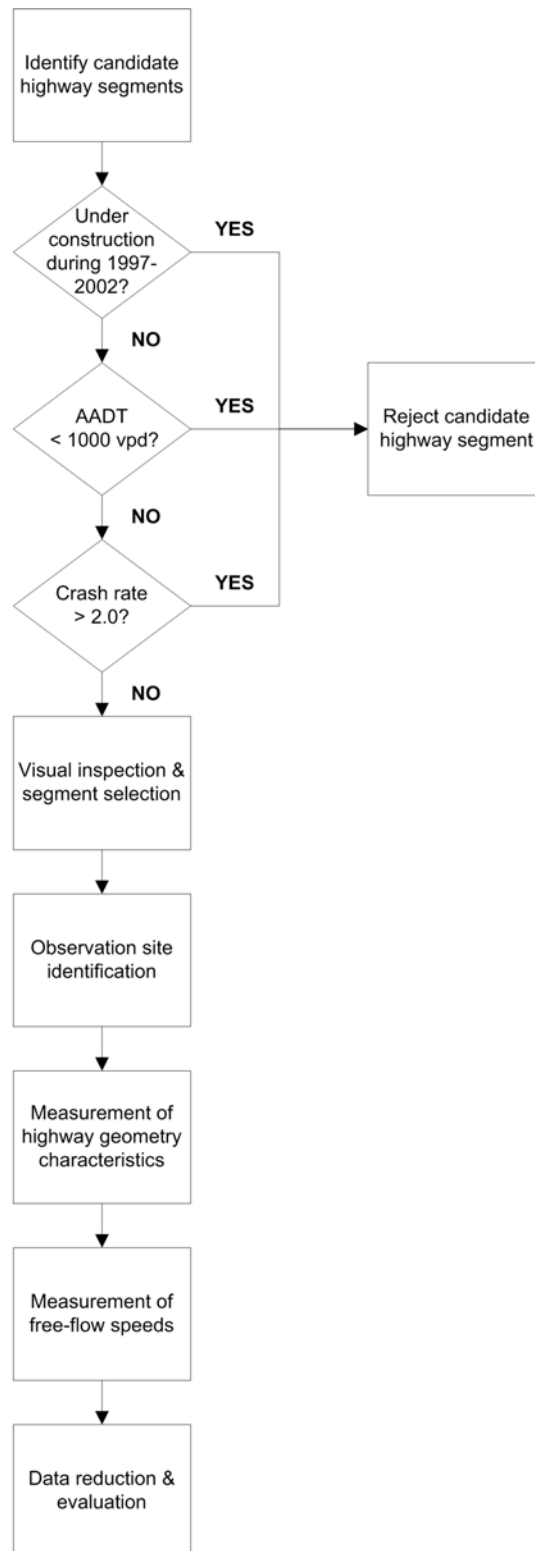 Identify candidate
highway segments
Under
construction
during 1997-
2002?
YES
NO
AADT
< 1000 vpd?
YES
Reject candidate
highway segment
NO
Crash rate
> 2.0?
YES
NO
Visual inspection &
segment selection
Observation site
identification
Measurement of
highway geometry
characteristics
Measurement of
free-flow speeds
Data reduction &
evaluation